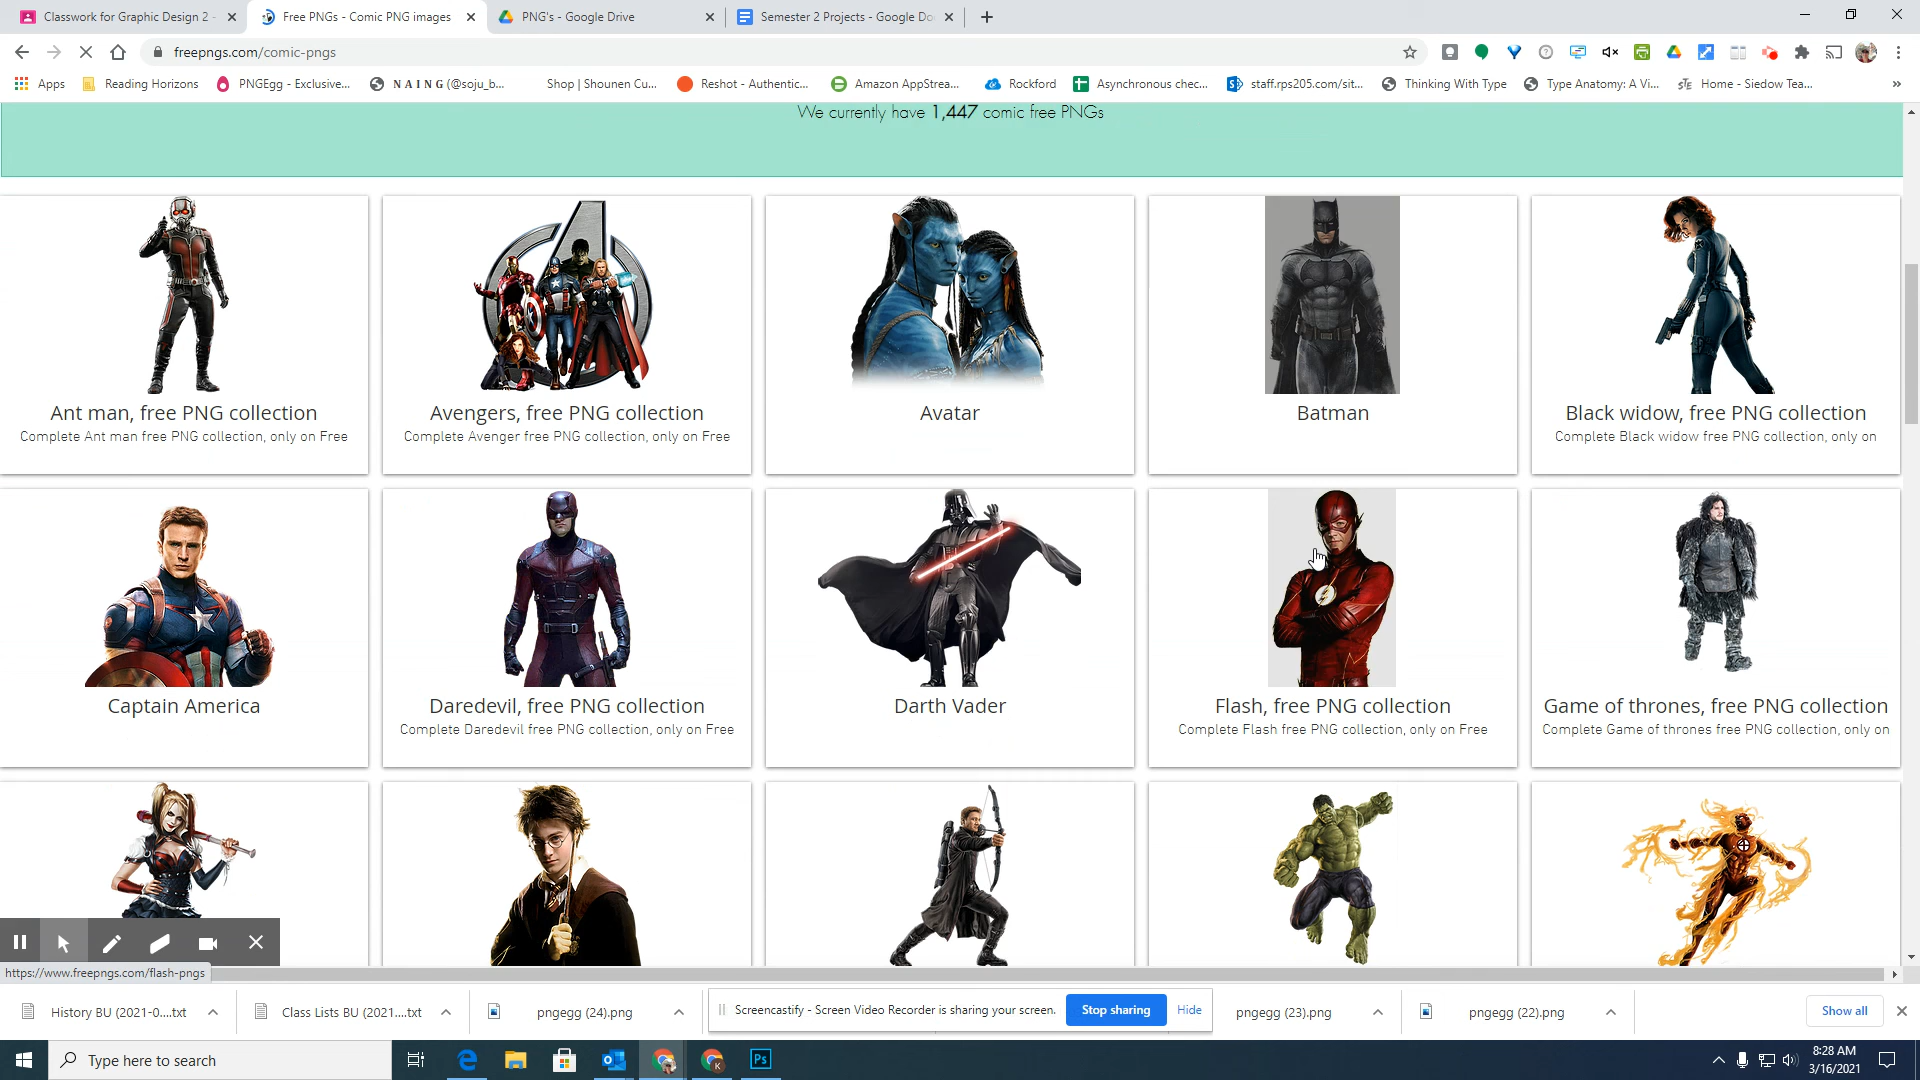 Classwork for Graphic Design 2 -
Free PNGs - Comic PNG images
PNG's - Google Drive
Semester 2 Projects - Google Do
freepngs.com/comic-pngs
Apps
Reading Horizons
PNGEgg - Exclusive...
N A I N G (@soju_b...
Shop | Shounen Cu...
Reshot - Authentic...
Amazon AppStrea...
Rockford
Asynchronous chec...
staff.rps205.com/sit...
Thinking With Type
Type Anatomy: A Vi...
Home - Siedow Tea...
We currently have 1,447 comic free PNGs
Ant man, free PNG collection
Complete Ant man free PNG collection, only on Free
Avengers, free PNG collection
Complete Avenger free PNG collection, only on Free
Avatar
Batman
Black widow, free PNG collection
Complete Black widow free PNG collection, only on
Captain America
Daredevil, free PNG collection
Complete Daredevil free PNG collection, only on Free
Darth Vader
Flash, free PNG collection
Complete Flash free PNG collection, only on Free
Game of thrones, free PNG collection
Complete Game of thrones free PNG collection, only on
https://www.freepngs.com/flash-pngs
History BU (2021-0....txt
Class Lists BU (2021....txt
pngegg (24).png
Screencastify - Screen Video Recorder is sharing your screen.
Stop sharing
Hide
pngegg (23).png
pngegg (22).png
Show all
Type here to search
Ps
8:28 AM
3/16/2021